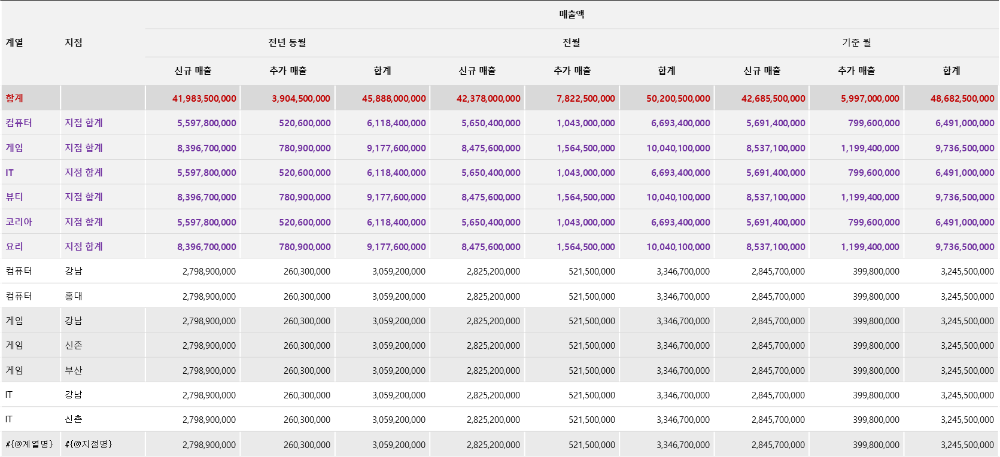 매출액
계열 지점 전년 동월 전월 기준 월
신규 매출 추가 매출 합계 신규 매출 추가 매출 합계 신규 매출 추가 매출 합계
합계 41,983,500,000 3,904,500,000 45,888,000,000 42,378,000,000 7,822,500,000 50,200,500,000 42,685,500,000 5,997,000,000 48,682,500,000
컴퓨터 지점 합계 5,597,800,000 520,600,000 6,118,400,000 5,650,400,000 1,043,000,000 6,693,400,000 5,691,400,000 799,600,000 6,491,000,000
게임 지점 합계 8,396,700,000 780,900,000 9,177,600,000 8,475,600,000 1,564,500,000 10,040,100,000 8,537,100,000 1,199,400,000 9,736,500,000
IT 지점 합계 5,597,800,000 520,600,000 6,118,400,000 5,650,400,000 1,043,000,000 6,693,400,000 5,691,400,000 799,600,000 6,491,000,000
뷰티 지점 합계 8,396,700,000 780,900,000 9,177,600,000 8,475,600,000 1,564,500,000 10,040,100,000 8,537,100,000 1,199,400,000 9,736,500,000
코리아 지점 합계 5,597,800,000 520,600,000 6,118,400,000 5,650,400,000 1,043,000,000 6,693,400,000 5,691,400,000 799,600,000 6,491,000,000
요리 지점 합계 8,396,700,000 780,900,000 9,177,600,000 8,475,600,000 1,564,500,000 10,040,100,000 8,537,100,000 1,199,400,000 9,736,500,000
컴퓨터 강남 2,798,900,000 260,300,000 3,059,200,000 2,825,200,000 521,500,000 3,346,700,000 2,845,700,000 399,800,000 3,245,500,000
컴퓨터 홍대 2,798,900,000 260,300,000 3,059,200,000 2,825,200,000 521,500,000 3,346,700,000 2,845,700,000 399,800,000 3,245,500,000
게임 강남 2,798,900,000 260,300,000 3,059,200,000 2,825,200,000 521,500,000 3,346,700,000 2,845,700,000 399,800,000 3,245,500,000
게임 신촌 2,798,900,000 260,300,000 3,059,200,000 2,825,200,000 521,500,000 3,346,700,000 2,845,700,000 399,800,000 3,245,500,000
게임 부산 2,798,900,000 260,300,000 3,059,200,000 2,825,200,000 521,500,000 3,346,700,000 2,845,700,000 399,800,000 3,245,500,000
IT 강남 2,798,900,000 260,300,000 3,059,200,000 2,825,200,000 521,500,000 3,346,700,000 2,845,700,000 399,800,000 3,245,500,000
IT 신촌 2,798,900,000 260,300,000 3,059,200,000 2,825,200,000 521,500,000 3,346,700,000 2,845,700,000 399,800,000 3,245,500,000
#{@계열명} #{@지점명} 2,798,900,000 260,300,000 3,059,200,000 2,825,200,000 521,500,000 3,346,700,000 2,845,700,000 399,800,000 3,245,500,000